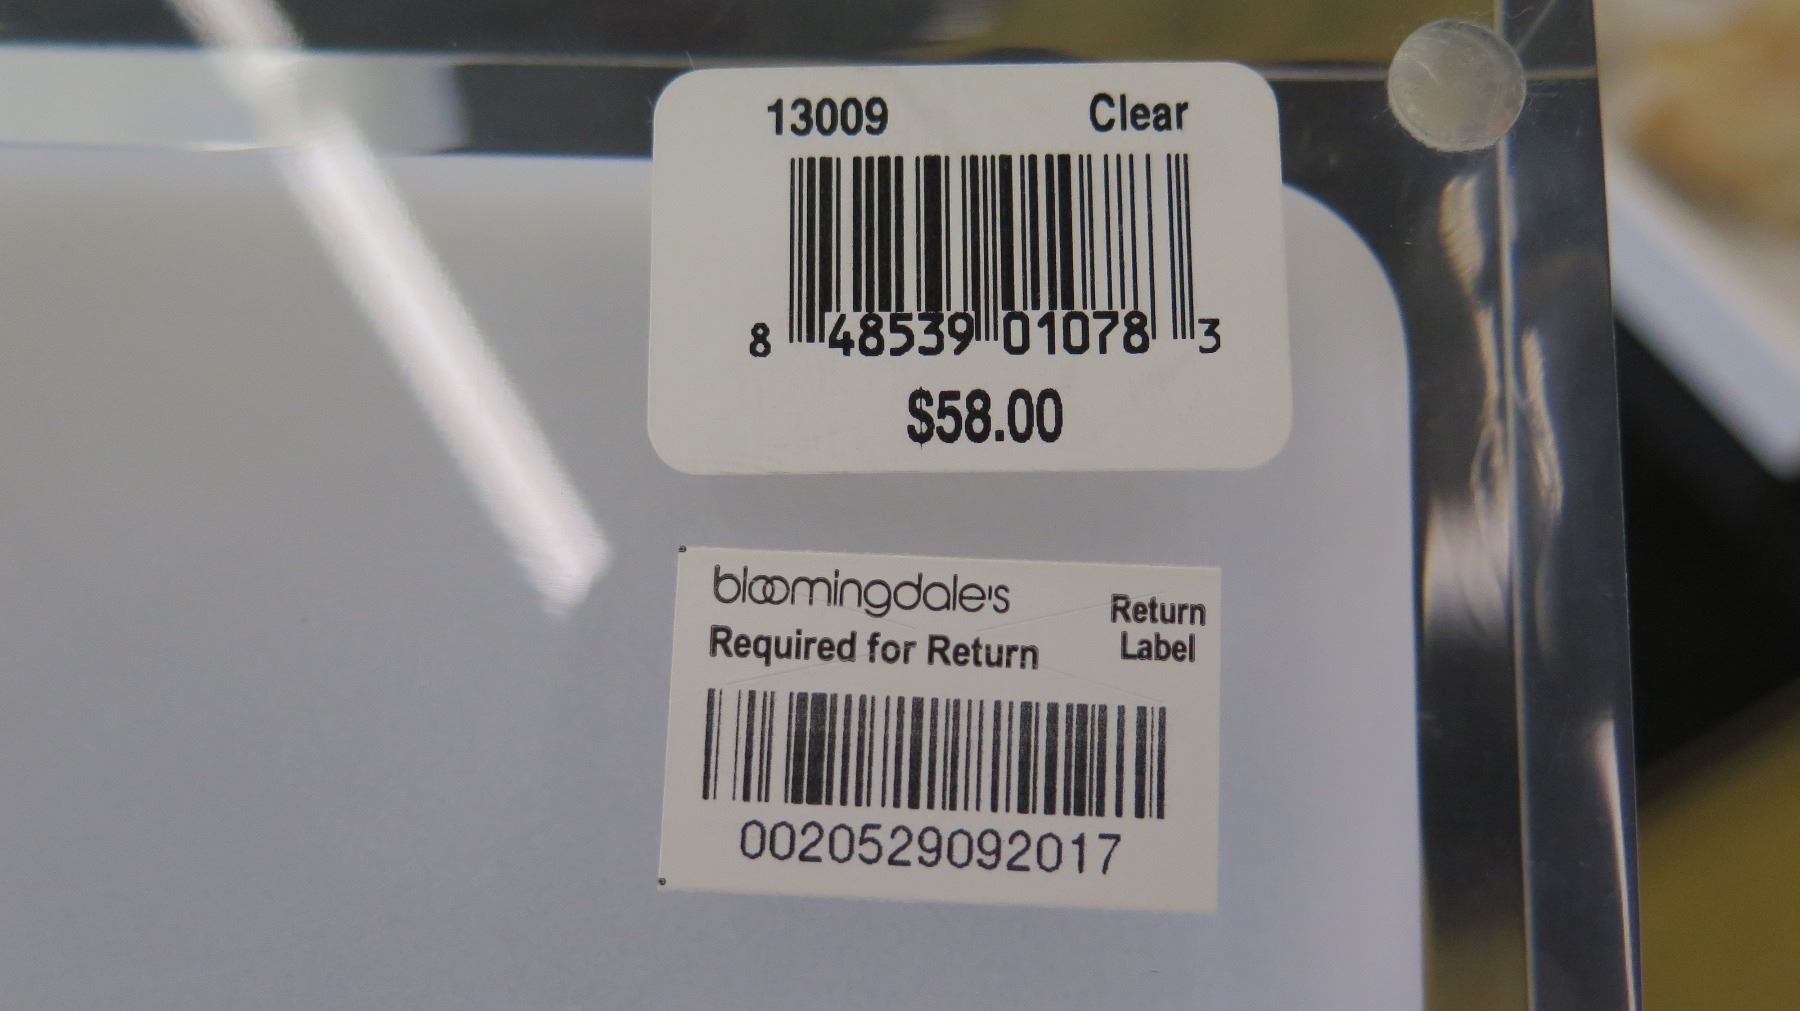 13009 Clear
8 48539 01078 3
$58.00
bloomingdale's
Required for Return
Return
Label
0020529092017